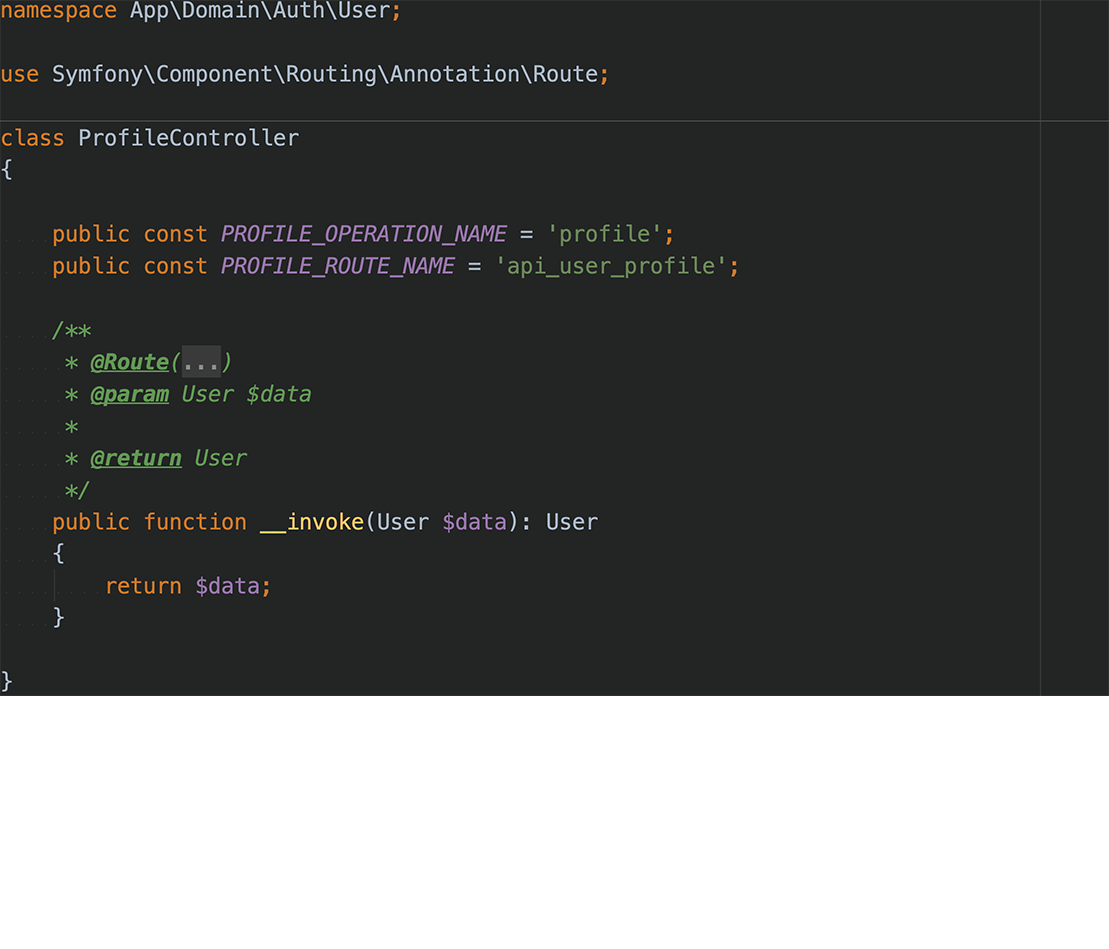 namespace App\Domain\Auth\User;
use Symfony\Component\Routing\Annotation\Route;
class ProfileController
{
public const PROFILE_OPERATION_NAME = 'profile';
public const PROFILE_ROUTE_NAME = 'api_user_profile';
/**
* @Route(...)
* @param User $data
*
* @return User
*/
public function __invoke(User $data): User
{
return $data;
}
}